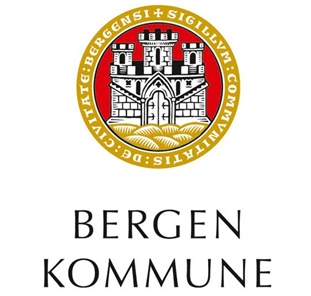 ✠ SIGILLVM COMMVNITATIS : DE : CIVITATE : BERGENSI
BERGEN
KOMMUNE